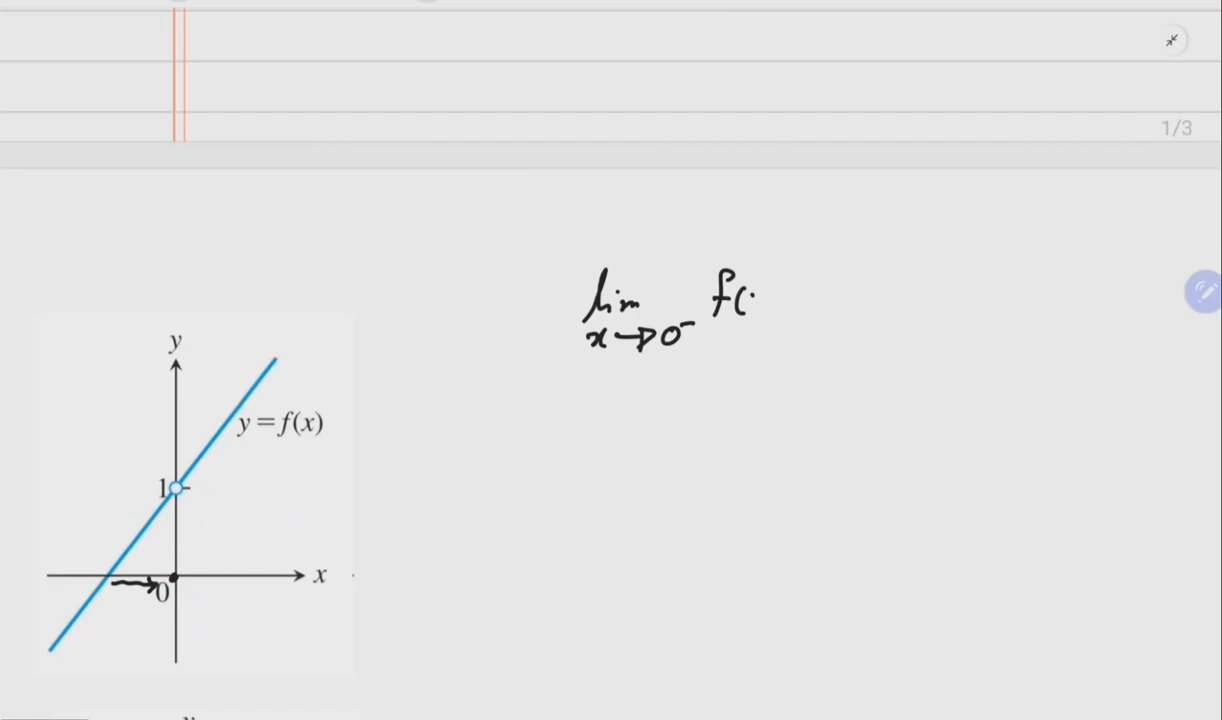 1/3
lim f(
x→0⁻
y
y=f(x)
1
0
x